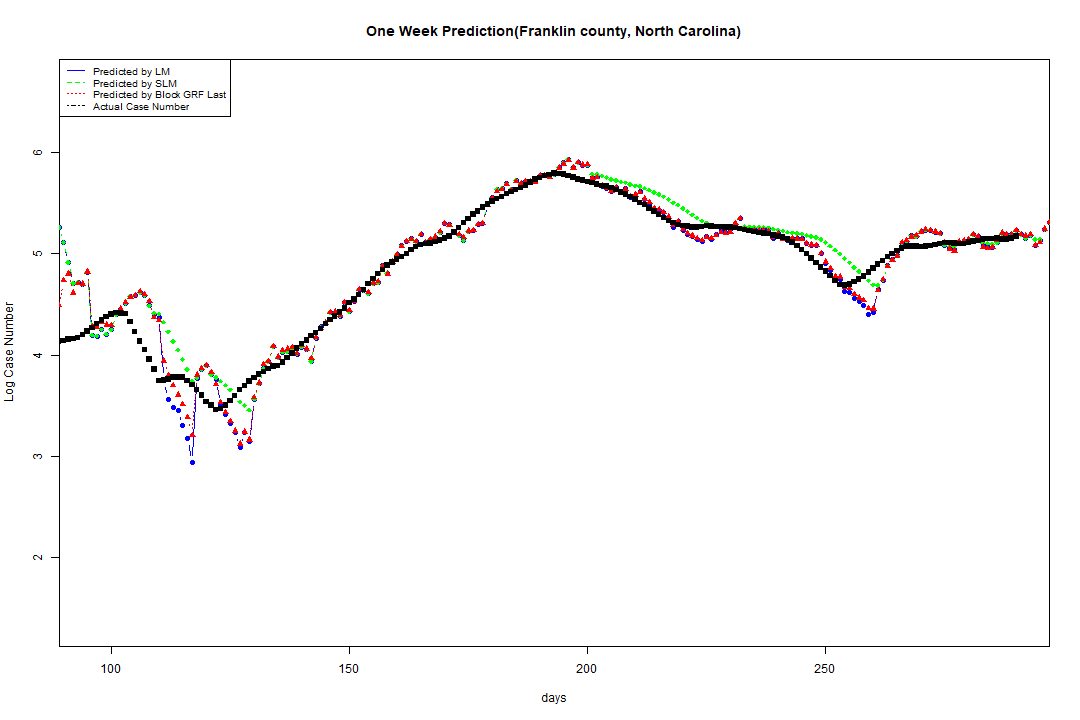 One Week Prediction(Franklin county, North Carolina)
Predicted by LM
Predicted by SLM
Predicted by Block GRF Last
Actual Case Number
6
5
4
3
2
Log Case Number
100 150 200 250
days